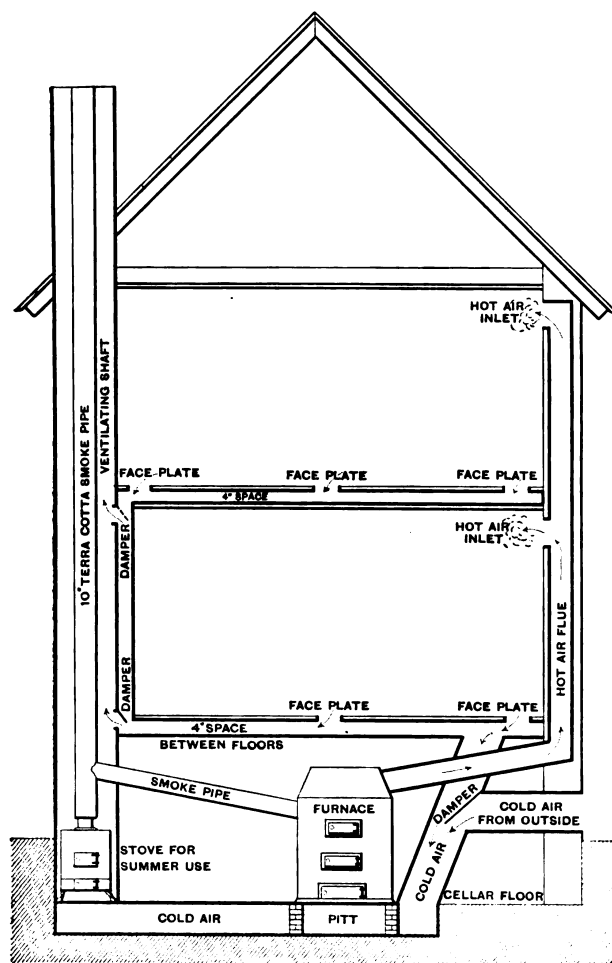 HOT AIR
INLET
10" TERRA COTTA SMOKE PIPE
VENTILATING SHAFT
FACE PLATE
FACE PLATE
FACE PLATE
4" SPACE
HOT AIR
INLET
DAMPER
HOT AIR FLUE
DAMPER
FACE PLATE
FACE PLATE
4" SPACE
BETWEEN FLOORS
SMOKE PIPE
FURNACE
DAMPER
COLD AIR
FROM OUTSIDE
STOVE FOR
SUMMER USE
COLD AIR
CELLAR FLOOR
COLD AIR
PITT